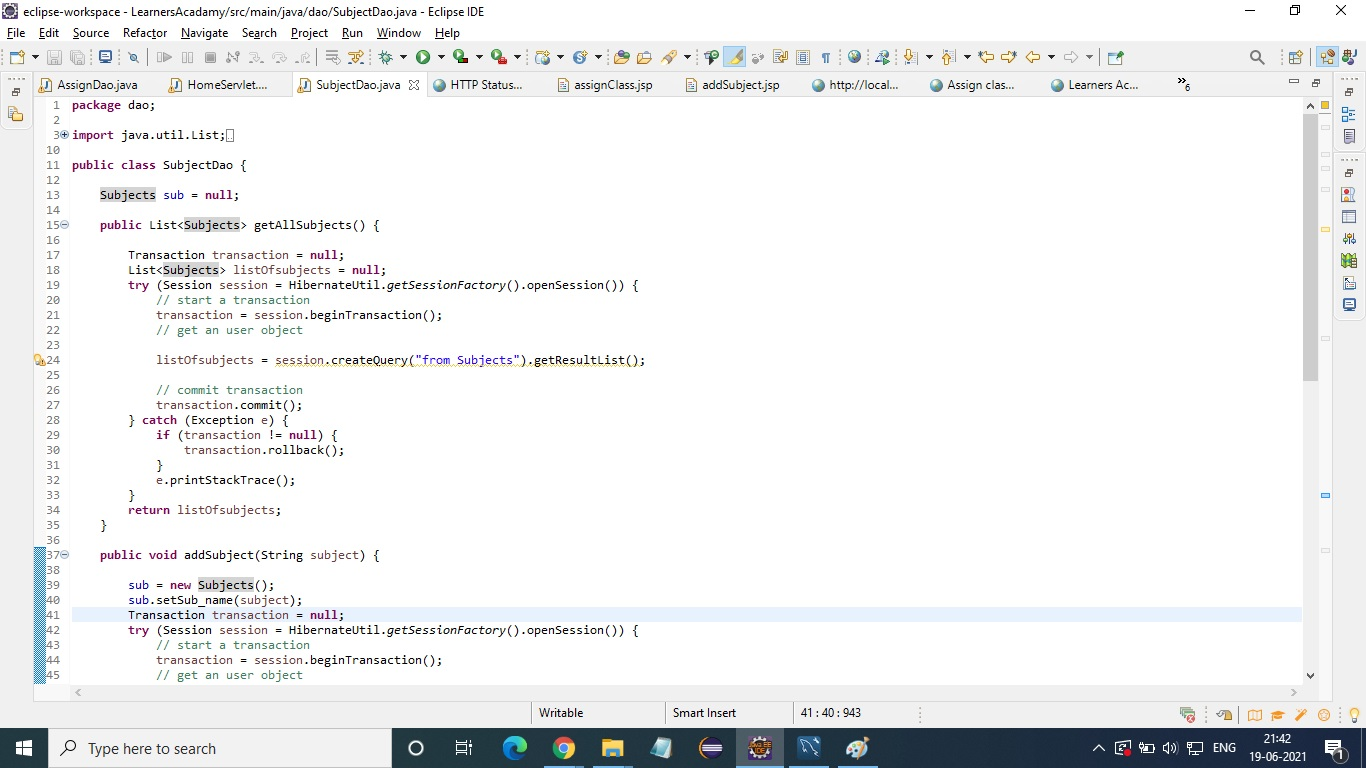 eclipse-workspace - LearnersAcadamy/src/main/java/dao/SubjectDao.java - Eclipse IDE
File Edit Source Refactor Navigate Search Project Run Window Help
AssignDao.java HomeServlet.... SubjectDao.java HTTP Status... assignClass.jsp addSubject.jsp http://local... Assign clas... Learners Ac... »6
1 package dao;
2
3 import java.util.List;
10
11 public class SubjectDao {
12
13 Subjects sub = null;
14
15 public List<Subjects> getAllSubjects() {
16
17 Transaction transaction = null;
18 List<Subjects> listOfsubjects = null;
19 try (Session session = HibernateUtil.getSessionFactory().openSession()) {
20 // start a transaction
21 transaction = session.beginTransaction();
22 // get an user object
23
24 listOfsubjects = session.createQuery("from Subjects").getResultList();
25
26 // commit transaction
27 transaction.commit();
28 } catch (Exception e) {
29 if (transaction != null) {
30 transaction.rollback();
31 }
32 e.printStackTrace();
33 }
34 return listOfsubjects;
35 }
36
37 public void addSubject(String subject) {
38
39 sub = new Subjects();
40 sub.setSub_name(subject);
41 Transaction transaction = null;
42 try (Session session = HibernateUtil.getSessionFactory().openSession()) {
43 // start a transaction
44 transaction = session.beginTransaction();
45 // get an user object
Writable Smart Insert 41 : 40 : 943
Type here to search ENG 21:42
19-06-2021 1